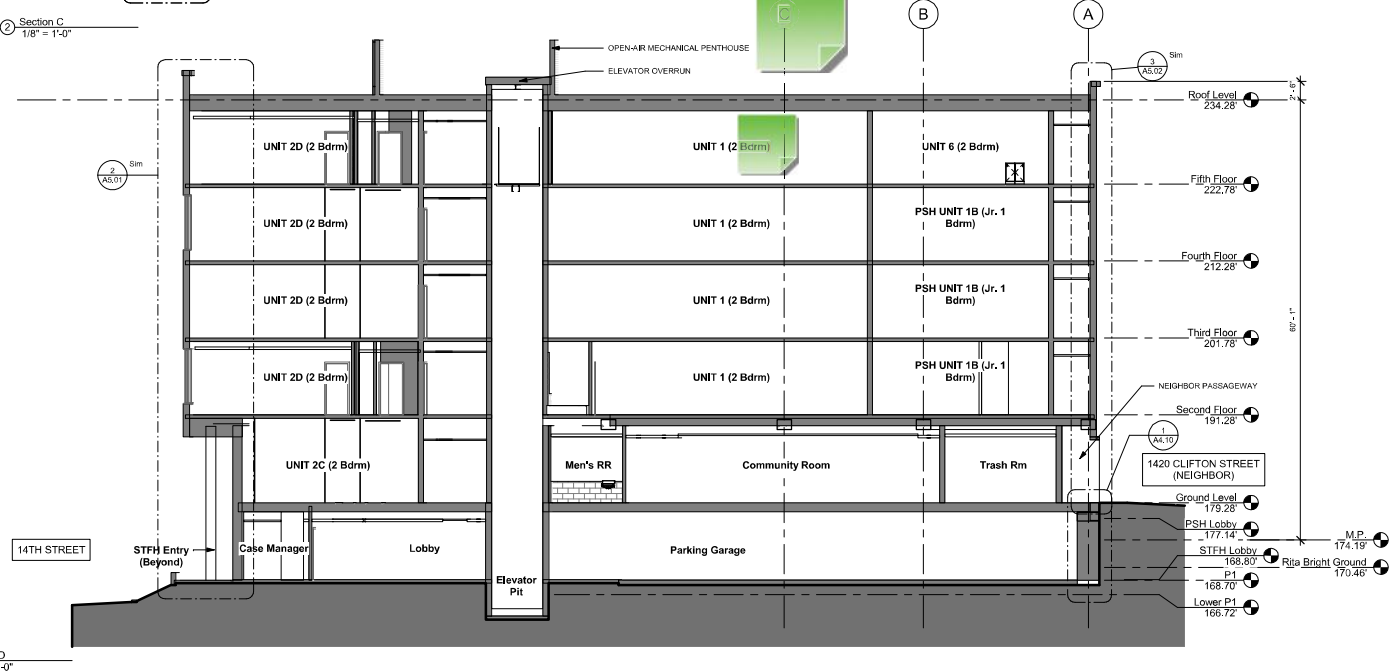 2
Section C
1/8" = 1'-0"
C
B
A
OPEN-AIR MECHANICAL PENTHOUSE
ELEVATOR OVERRUN
3
A5.02
Sim
2
A5.01
Sim
UNIT 2D (2 Bdrm)
UNIT 1 (2 Bdrm)
UNIT 6 (2 Bdrm)
UNIT 2D (2 Bdrm)
UNIT 1 (2 Bdrm)
PSH UNIT 1B (Jr. 1
Bdrm)
UNIT 2D (2 Bdrm)
UNIT 1 (2 Bdrm)
PSH UNIT 1B (Jr. 1
Bdrm)
UNIT 2D (2 Bdrm)
UNIT 1 (2 Bdrm)
PSH UNIT 1B (Jr. 1
Bdrm)
UNIT 2C (2 Bdrm)
Men's RR
Community Room
Trash Rm
14TH STREET
STFH Entry
(Beyond)
Case Manager
Lobby
Parking Garage
Elevator
Pit
2' - 6"
Roof Level
234.28'
Fifth Floor
222.78'
Fourth Floor
212.28'
60' - 1"
Third Floor
201.78'
NEIGHBOR PASSAGEWAY
Second Floor
191.28'
1
A4.10
1420 CLIFTON STREET
(NEIGHBOR)
Ground Level
179.28'
PSH Lobby
177.14'
M.P.
174.19'
STFH Lobby
168.80'
Rita Bright Ground
170.46'
P1
168.70'
Lower P1
166.72'
-0"